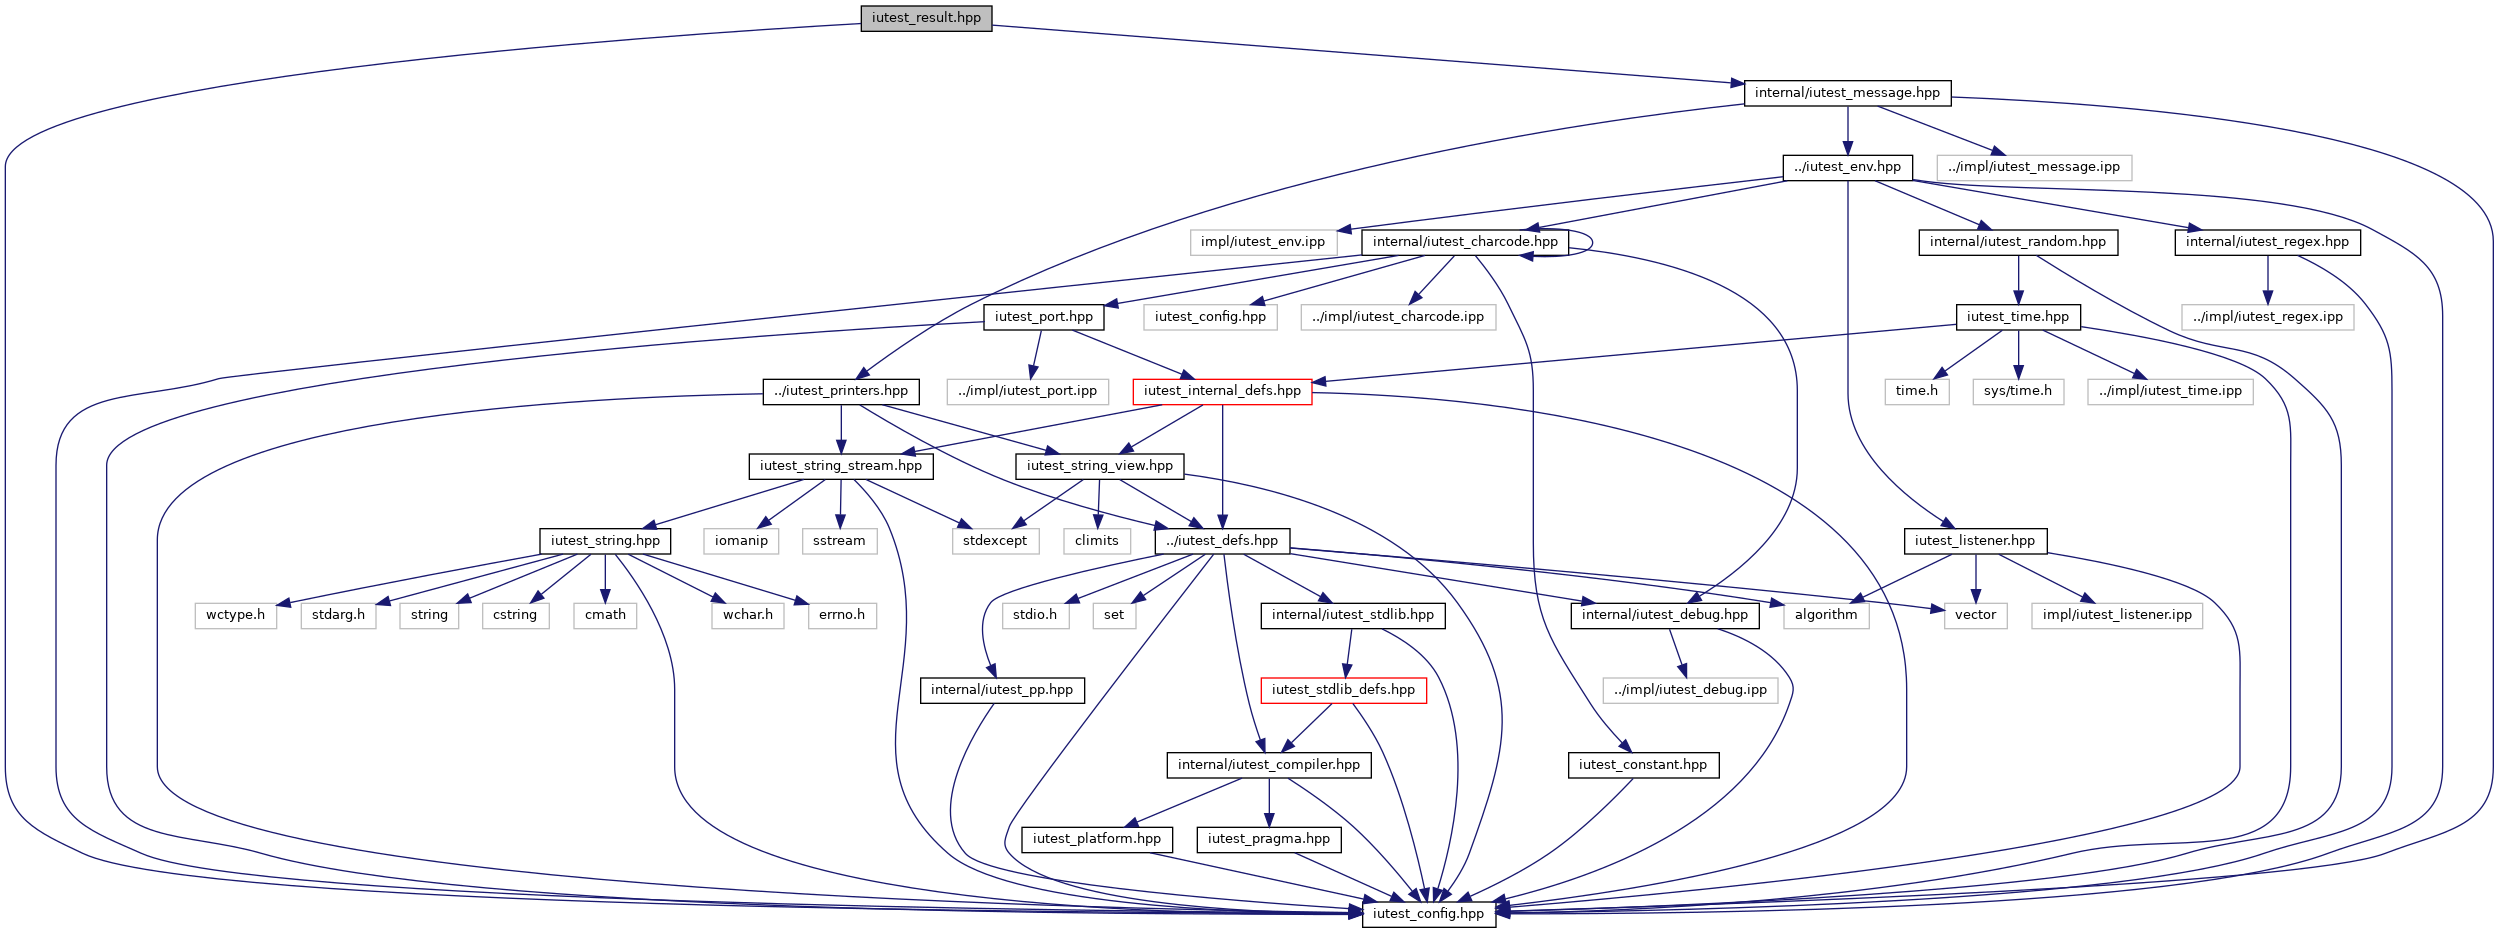 iutest_result.hpp
internal/iutest_message.hpp
../iutest_env.hpp
../impl/iutest_message.ipp
impl/iutest_env.ipp
internal/iutest_charcode.hpp
internal/iutest_random.hpp
internal/iutest_regex.hpp
iutest_port.hpp
iutest_config.hpp
../impl/iutest_charcode.ipp
iutest_time.hpp
../impl/iutest_regex.ipp
../iutest_printers.hpp
../impl/iutest_port.ipp
iutest_internal_defs.hpp
time.h
sys/time.h
../impl/iutest_time.ipp
iutest_string_stream.hpp
iutest_string_view.hpp
iutest_string.hpp
iomanip
sstream
stdexcept
climits
../iutest_defs.hpp
iutest_listener.hpp
wctype.h
stdarg.h
string
cstring
cmath
wchar.h
errno.h
stdio.h
set
internal/iutest_stdlib.hpp
internal/iutest_debug.hpp
algorithm
vector
impl/iutest_listener.ipp
internal/iutest_pp.hpp
iutest_stdlib_defs.hpp
../impl/iutest_debug.ipp
internal/iutest_compiler.hpp
iutest_constant.hpp
iutest_platform.hpp
iutest_pragma.hpp
iutest_config.hpp